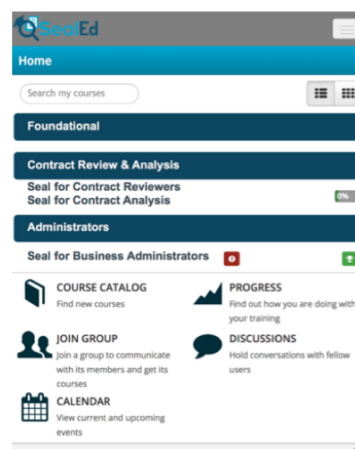 SealEd
Home
Search my courses
Foundational
Contract Review & Analysis
Seal for Contract Reviewers
Seal for Contract Analysis
0%
Administrators
Seal for Business Administrators
COURSE CATALOG
Find new courses
PROGRESS
Find out how you are doing with
your training
JOIN GROUP
Join a group to communicate
with its members and get its
courses
DISCUSSIONS
Hold conversations with fellow
users
CALENDAR
View current and upcoming
events